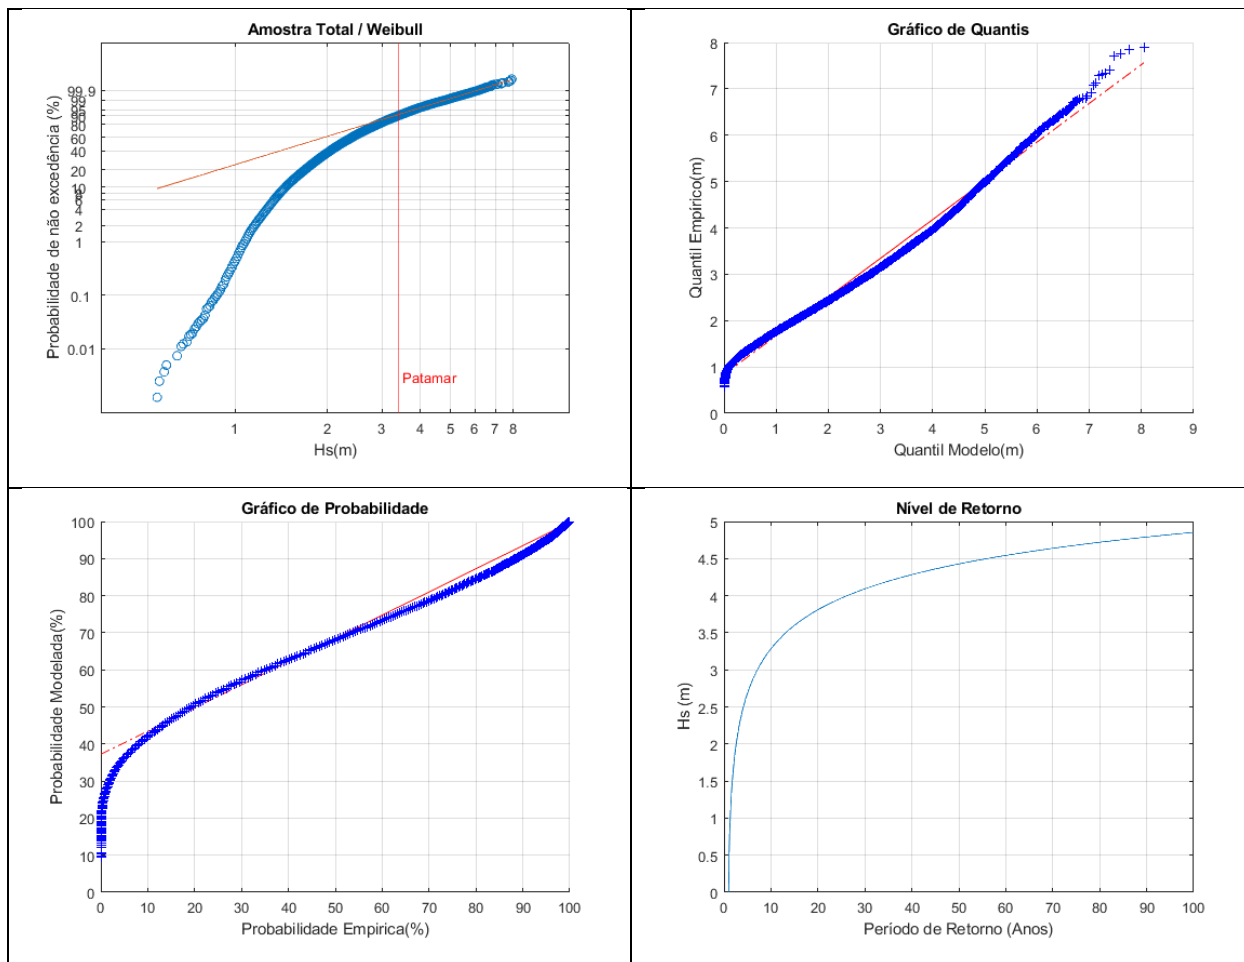 Amostra Total / Weibull
Probabilidade de não excedência (%)
99.9
99
95
90
80
60
40
20
10
8
6
4
2
1
0.1
0.01
Patamar
1 2 3 4 5 6 7 8
Hs(m)
Gráfico de Quantis
Quantil Empírico(m)
8
7
6
5
4
3
2
1
0
0 1 2 3 4 5 6 7 8 9
Quantil Modelo(m)
Gráfico de Probabilidade
Probabilidade Modelada(%)
100
90
80
70
60
50
40
30
20
10
0
0 10 20 30 40 50 60 70 80 90 100
Probabilidade Empirica(%)
Nível de Retorno
Hs (m)
5
4.5
4
3.5
3
2.5
2
1.5
1
0.5
0
0 10 20 30 40 50 60 70 80 90 100
Período de Retorno (Anos)